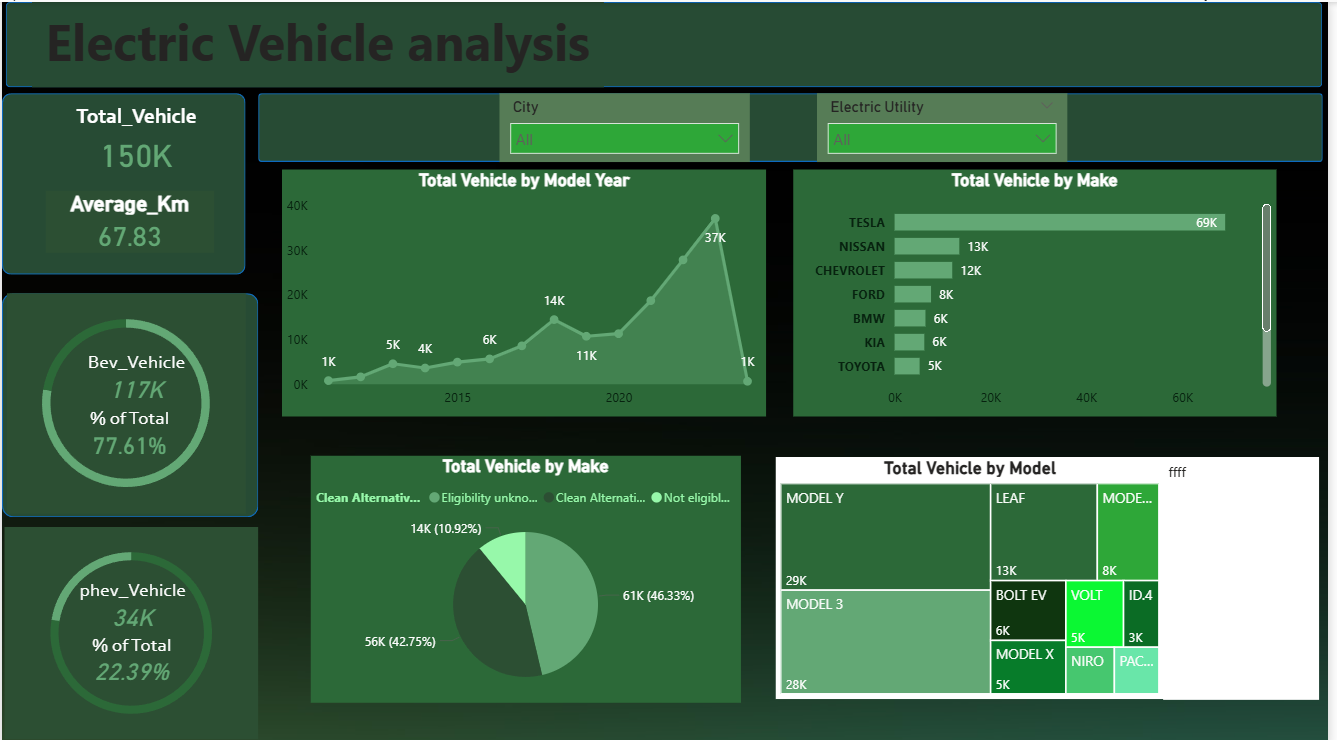 Electric Vehicle analysis
Total_Vehicle
150K
Average_Km
67.83
City
All
Electric Utility
All
Bev_Vehicle
117K
% of Total
77.61%
phev_Vehicle
34K
% of Total
22.39%
Total Vehicle by Model Year
40K
30K
20K
10K
0K
1K
5K
4K
6K
14K
11K
37K
1K
2015
2020
Total Vehicle by Make
TESLA 69K
NISSAN 13K
CHEVROLET 12K
FORD 8K
BMW 6K
KIA 6K
TOYOTA 5K
0K 20K 40K 60K
Total Vehicle by Make
Clean Alternativ... Eligibility unkno... Clean Alternati... Not eligibl...
14K (10.92%)
61K (46.33%)
56K (42.75%)
Total Vehicle by Model
ffff
MODEL Y
29K
MODEL 3
28K
LEAF
13K
MODE...
8K
BOLT EV
6K
VOLT
5K
ID.4
3K
MODEL X
5K
NIRO
PAC...